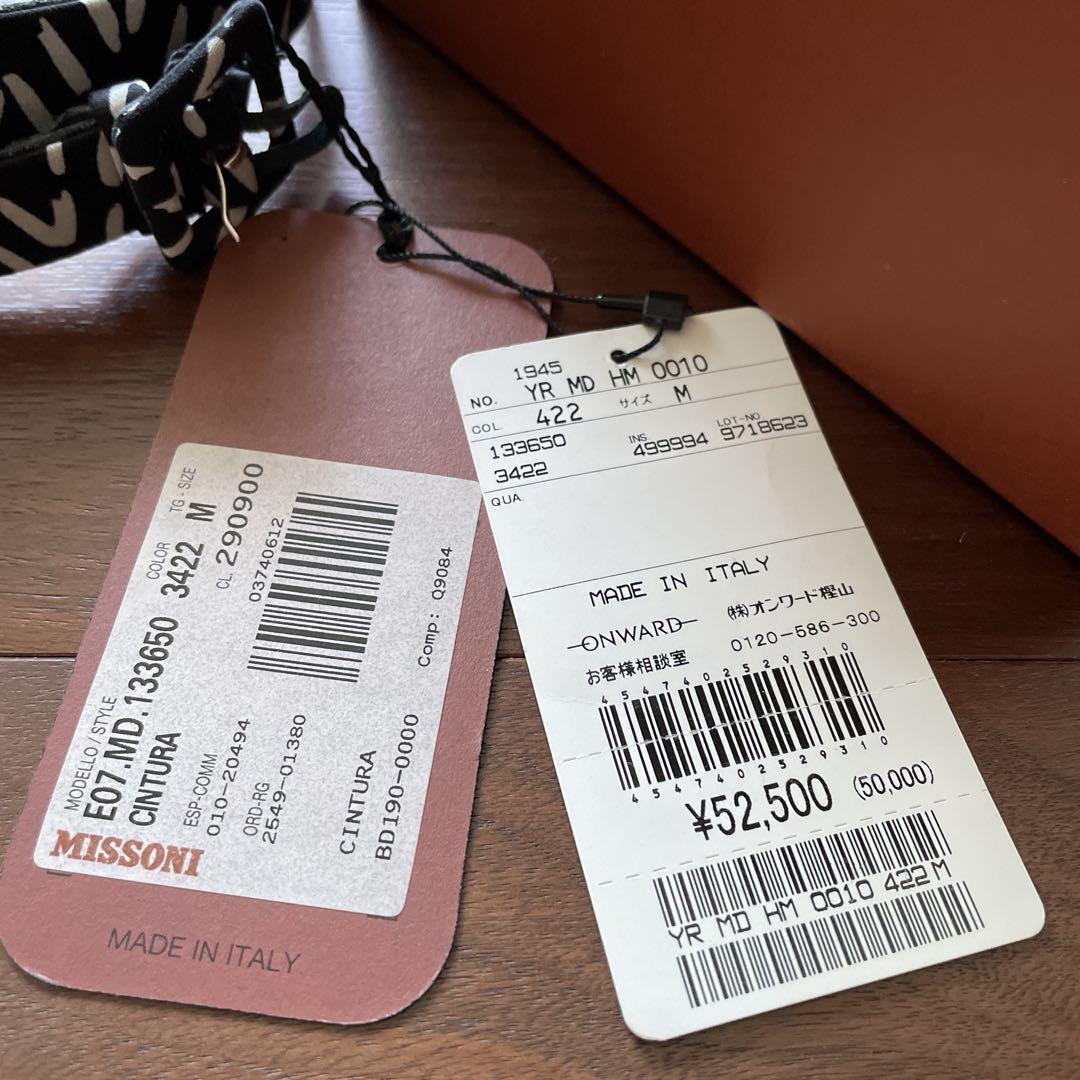 MODELLO/STYLE COLOR TG-SIZE
E07.MD.133650 3422 M
CINTURA CL. 290900
03740612
ESP-COMM
010-20494
ORD-RG
2549-01380
Comp: Q9084
CINTURA
BD190-0000
MISSONI
MADE IN ITALY
1945
NO. YR MD HM 0010
COL. 422 サイズ M
133650 INS 499994 LOT-NO 9718623
3422
QUA.
MADE IN ITALY
ONWARD (株)オンワード樫山
お客様相談室 0120-586-300
4547402529310
4547402529310
¥52,500 (50,000)
YR MD HM 0010 422 M